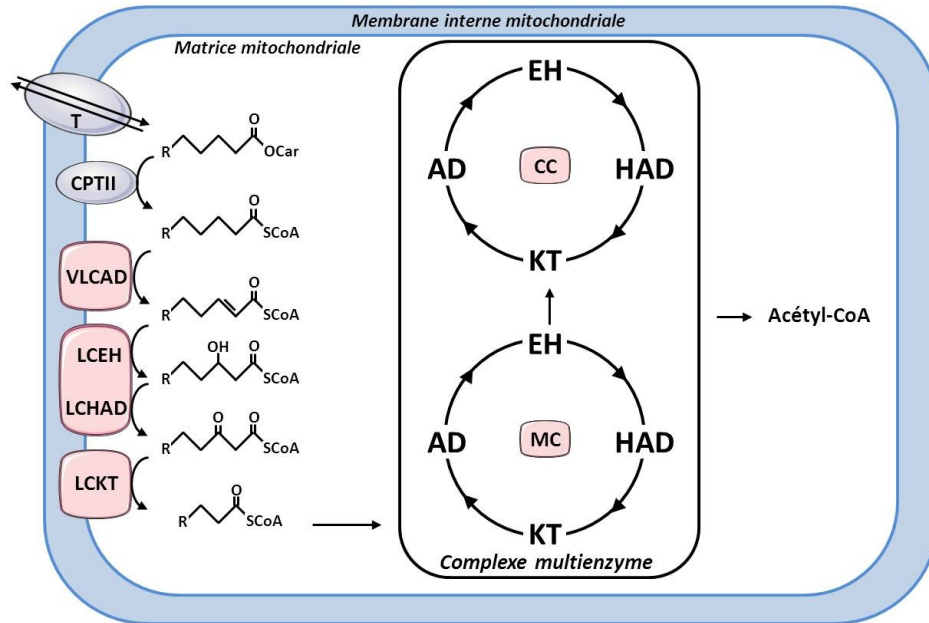 Membrane interne mitochondriale
Matrice mitochondriale
T
O
R
OCar
CPTII
O
R
SCoA
VLCAD
O
R
SCoA
LCEH
OH
O
R
SCoA
LCHAD
O
O
R
SCoA
LCKT
O
R
SCoA
EH
AD
CC
HAD
KT
EH
AD
MC
HAD
KT
Complexe multienzyme
Acétyl-CoA